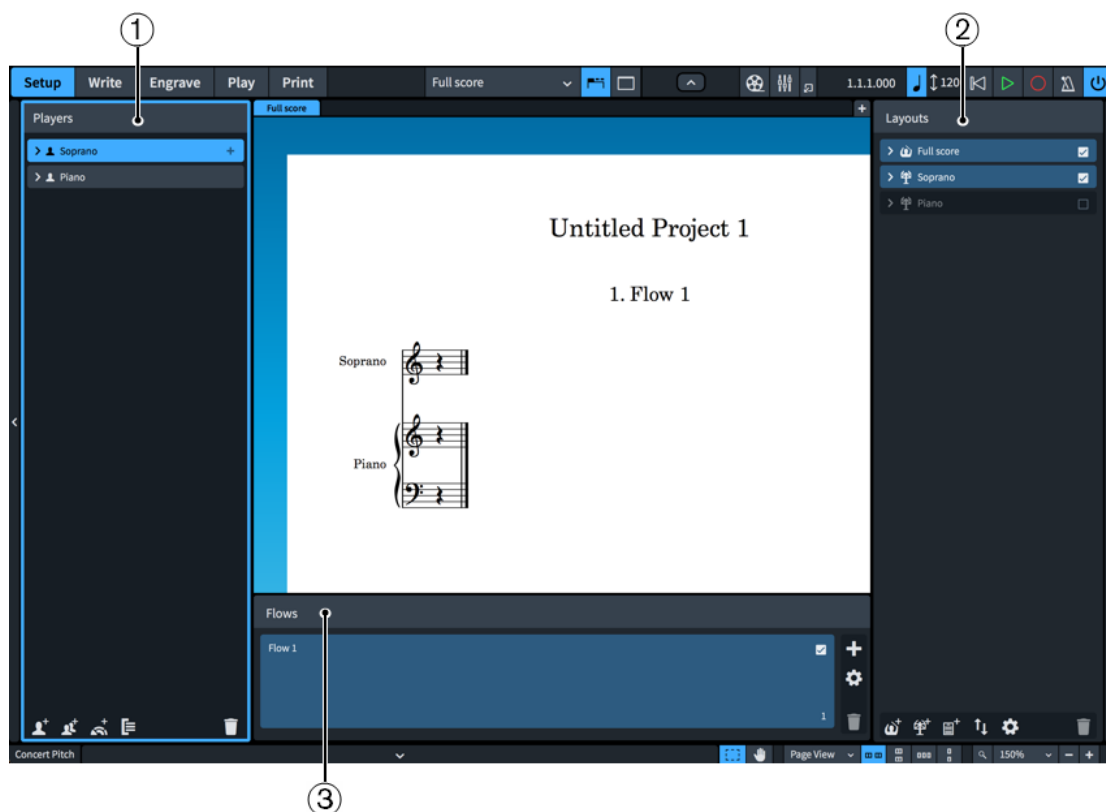 ① ②
Setup Write Engrave Play Print Full score 1.1.1.000 120
Players Full score Layouts
Soprano Full score
Piano Soprano
Piano
Untitled Project 1
1. Flow 1
Soprano
Piano
Flows
Flow 1
1
Concert Pitch Page View 150%
③